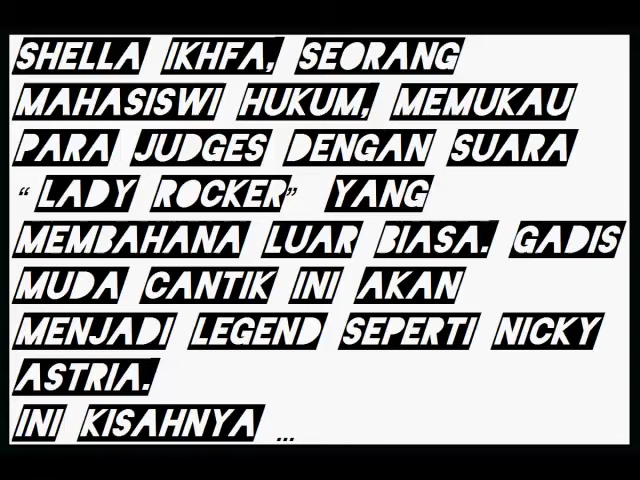 SHELLA IKHFA, SEORANG
MAHASISWI HUKUM, MEMUKAU
PARA JUDGES DENGAN SUARA
“LADY ROCKER” YANG
MEMBAHANA LUAR BIASA. GADIS
MUDA CANTIK INI AKAN
MENJADI LEGEND SEPERTI NICKY
ASTRIA.
INI KISAHNYA ...